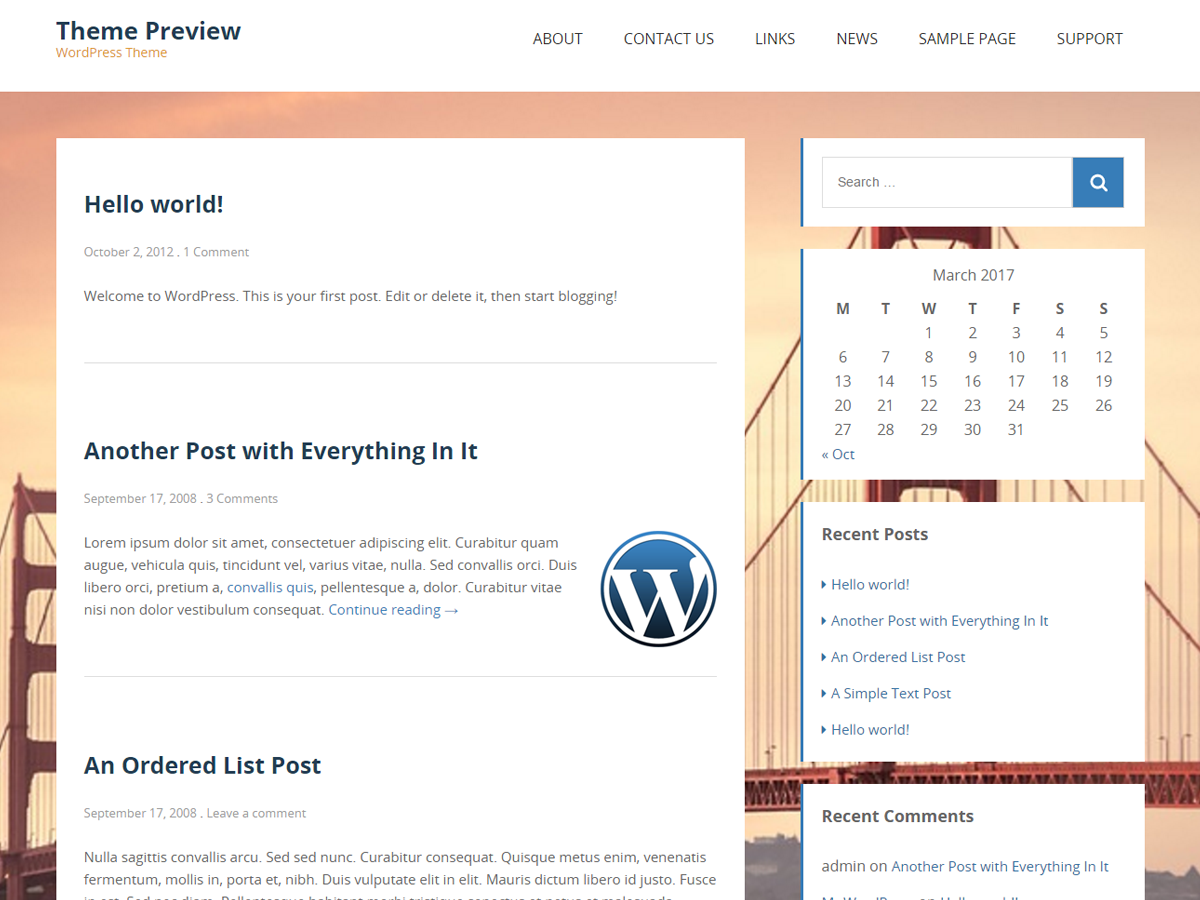 Theme Preview
WordPress Theme
ABOUT CONTACT US LINKS NEWS SAMPLE PAGE SUPPORT
Hello world!
October 2, 2012 . 1 Comment
Welcome to WordPress. This is your first post. Edit or delete it, then start blogging!
Another Post with Everything In It
September 17, 2008 . 3 Comments
Lorem ipsum dolor sit amet, consectetuer adipiscing elit. Curabitur quam
augue, vehicula quis, tincidunt vel, varius vitae, nulla. Sed convallis orci. Duis
libero orci, pretium a, convallis quis, pellentesque a, dolor. Curabitur vitae
nisi non dolor vestibulum consequat. Continue reading →
An Ordered List Post
September 17, 2008 . Leave a comment
Nulla sagittis convallis arcu. Sed sed nunc. Curabitur consequat. Quisque metus enim, venenatis
fermentum, mollis in, porta et, nibh. Duis vulputate elit in elit. Mauris dictum libero id justo. Fusce
Search …
March 2017
M T W T F S S
1 2 3 4 5
6 7 8 9 10 11 12
13 14 15 16 17 18 19
20 21 22 23 24 25 26
27 28 29 30 31
« Oct
Recent Posts
Hello world!
Another Post with Everything In It
An Ordered List Post
A Simple Text Post
Hello world!
Recent Comments
admin on Another Post with Everything In It